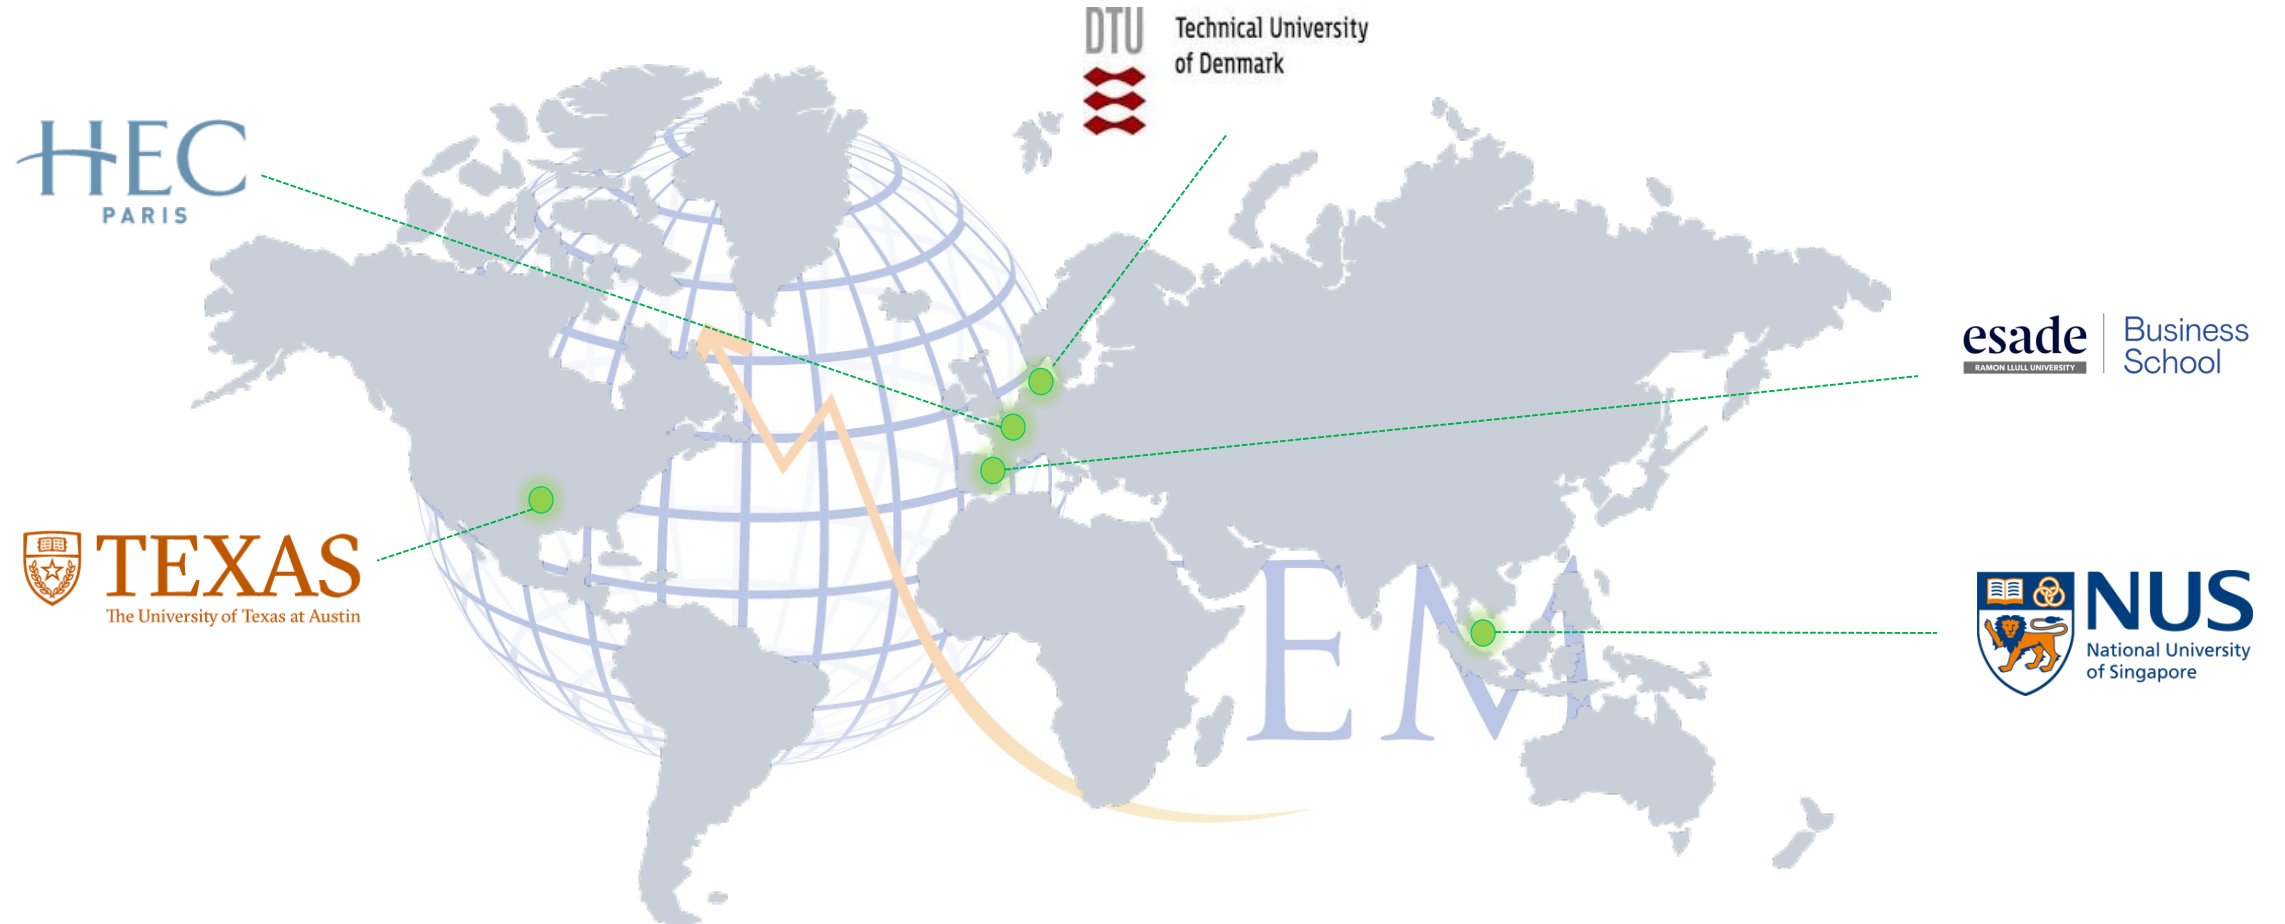 DTU
Technical University
of Denmark
HEC
PARIS
esade
RAMON LLULL UNIVERSITY
Business
School
TEXAS
The University of Texas at Austin
NUS
National University
of Singapore
EM